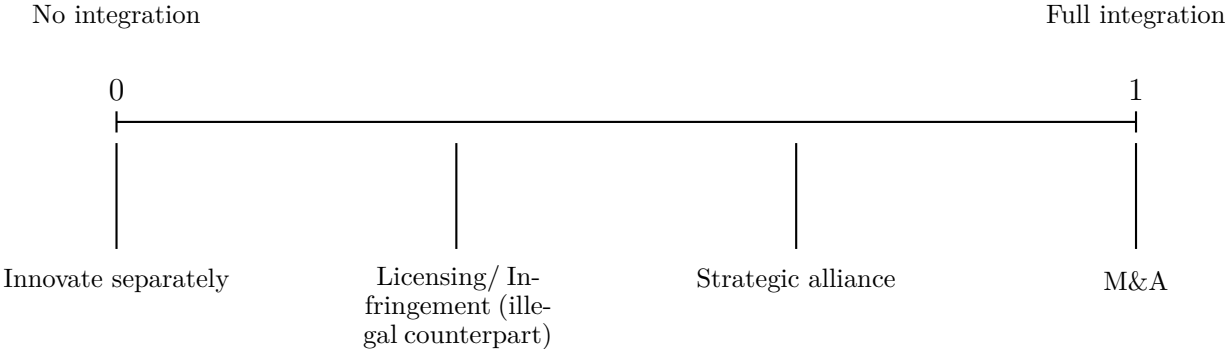 No integration
Full integration
0
1
Innovate separately
Licensing/ In-
fringement (ille-
gal counterpart)
Strategic alliance
M&A